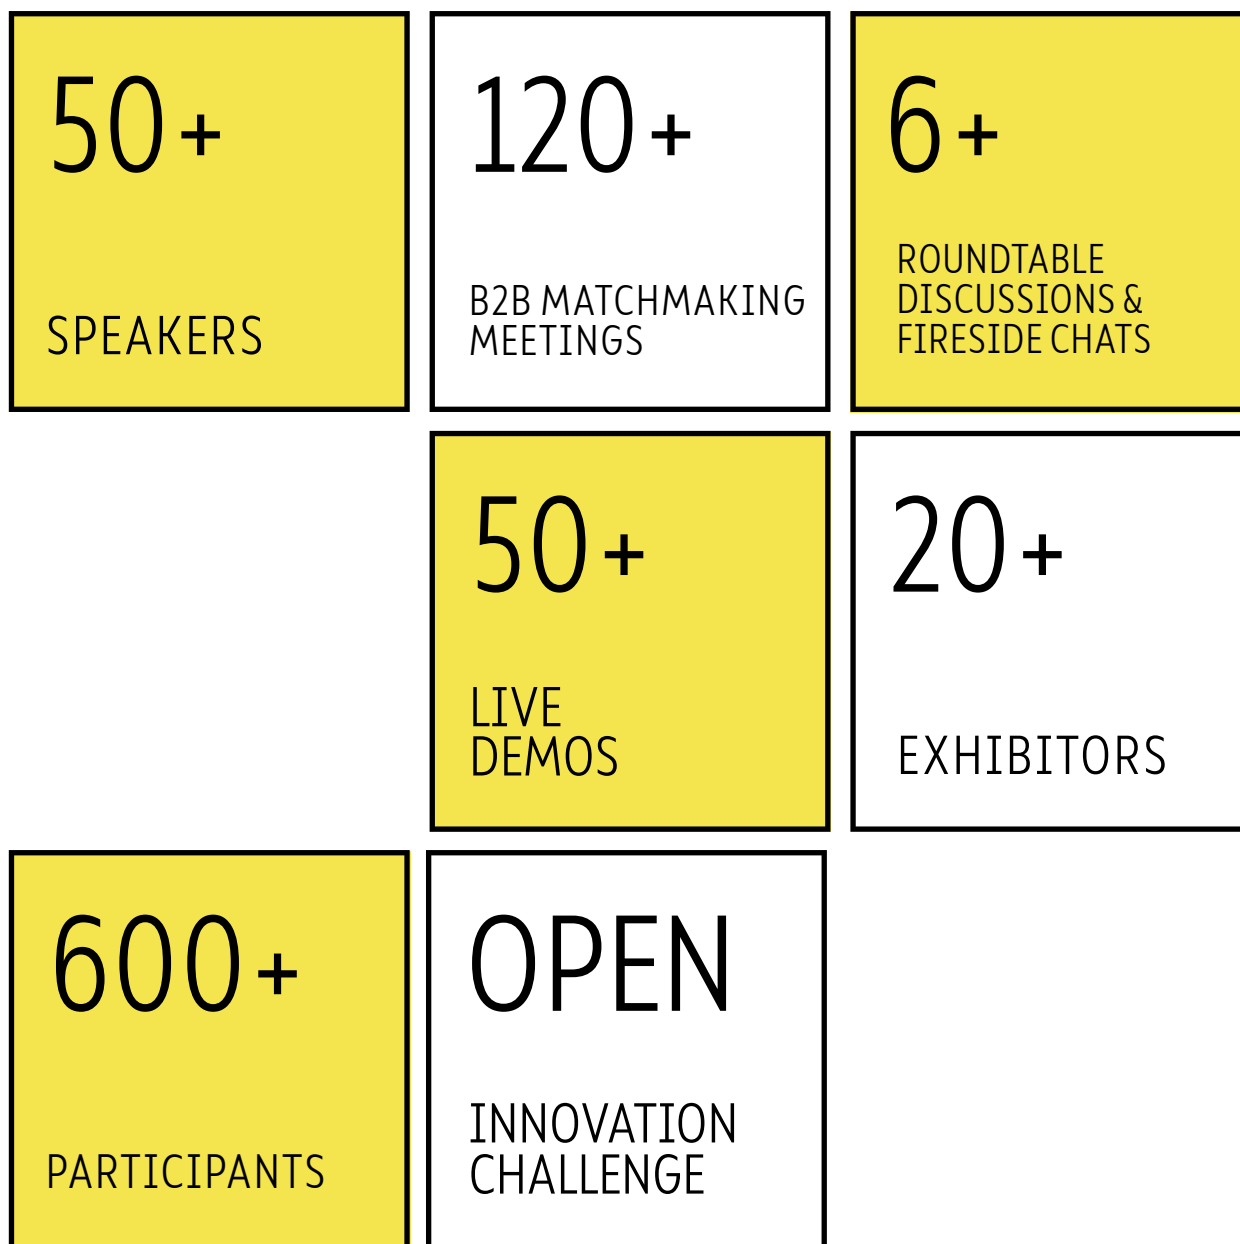 50+
SPEAKERS
120+
B2B MATCHMAKING
MEETINGS
6+
ROUNDTABLE
DISCUSSIONS &
FIRESIDE CHATS
50+
LIVE
DEMOS
20+
EXHIBITORS
600+
PARTICIPANTS
OPEN
INNOVATION
CHALLENGE